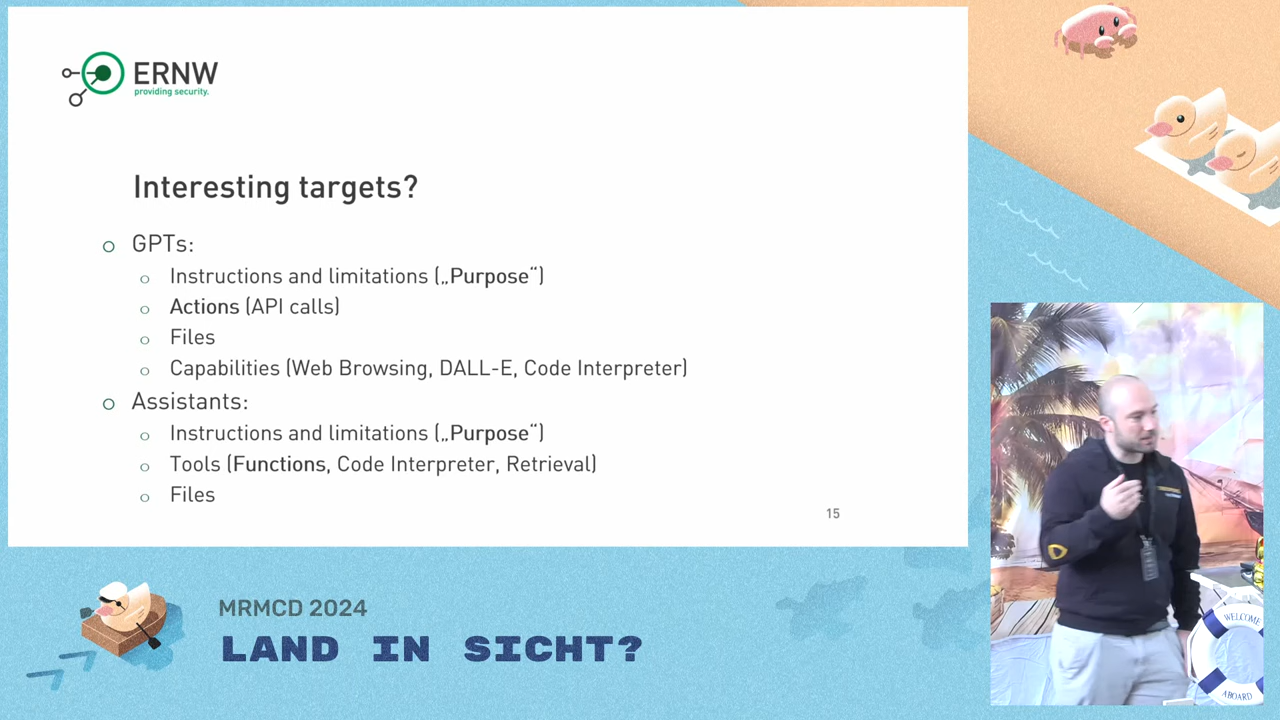 ERNW
providing security.
Interesting targets?
GPTs:
Instructions and limitations („Purpose“)
Actions (API calls)
Files
Capabilities (Web Browsing, DALL-E, Code Interpreter)
Assistants:
Instructions and limitations („Purpose“)
Tools (Functions, Code Interpreter, Retrieval)
Files
15
MRMCD 2024
LAND IN SICHT?
WELCOME
ABOARD